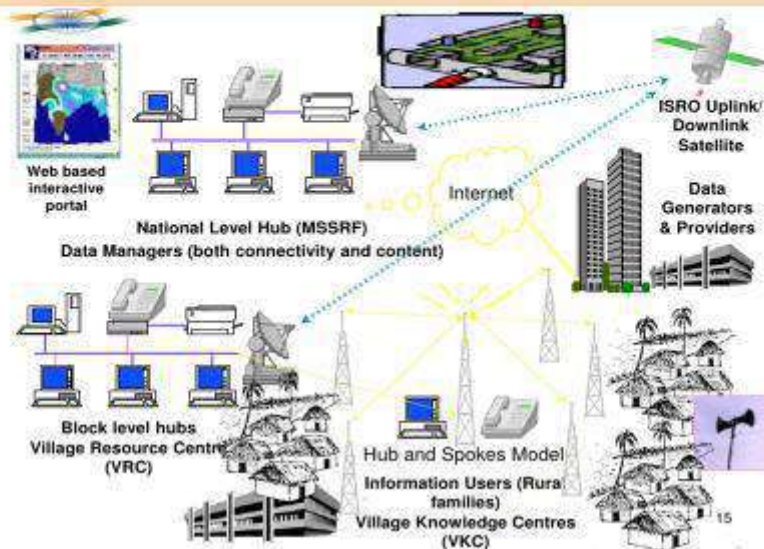 Web based
interactive
portal
National Level Hub (MSSRF)
Data Managers (both connectivity and content)
Internet
ISRO Uplink/
Downlink
Satellite
Data
Generators
& Providers
Block level hubs
Village Resource Centr
(VRC)
Hub and Spokes Model
Information Users (Rura
families)
Village Knowledge Centres
(VKC)
15